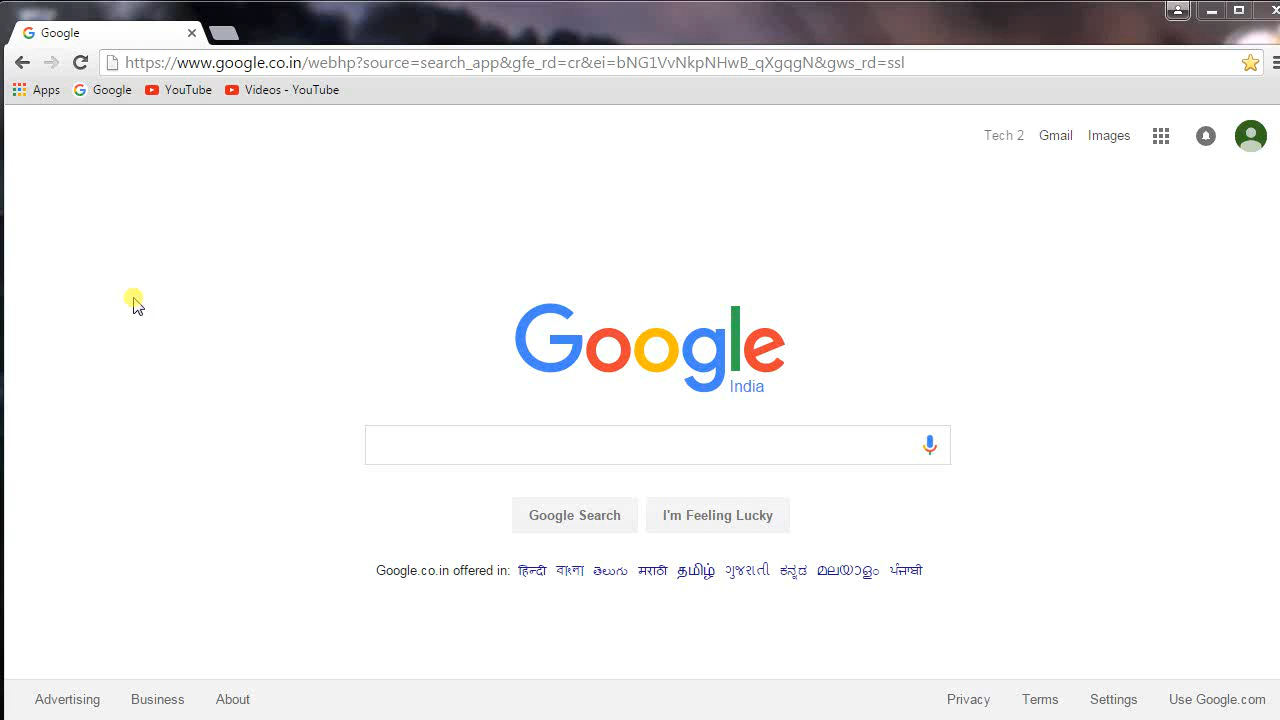 Google
https://www.google.co.in/webhp?source=search_app&gfe_rd=cr&ei=bNG1VvNkpNHwB_qXgqgN&gws_rd=ssl
Apps Google YouTube Videos - YouTube
Tech 2 Gmail Images
Google
India
Google Search I'm Feeling Lucky
Google.co.in offered in: हिन्दी বাংলা తెలుగు मराठी தமிழ் ગુજરાતી ಕನ್ನಡ മലയാളം ਪੰਜਾਬੀ
Advertising Business About Privacy Terms Settings Use Google.com